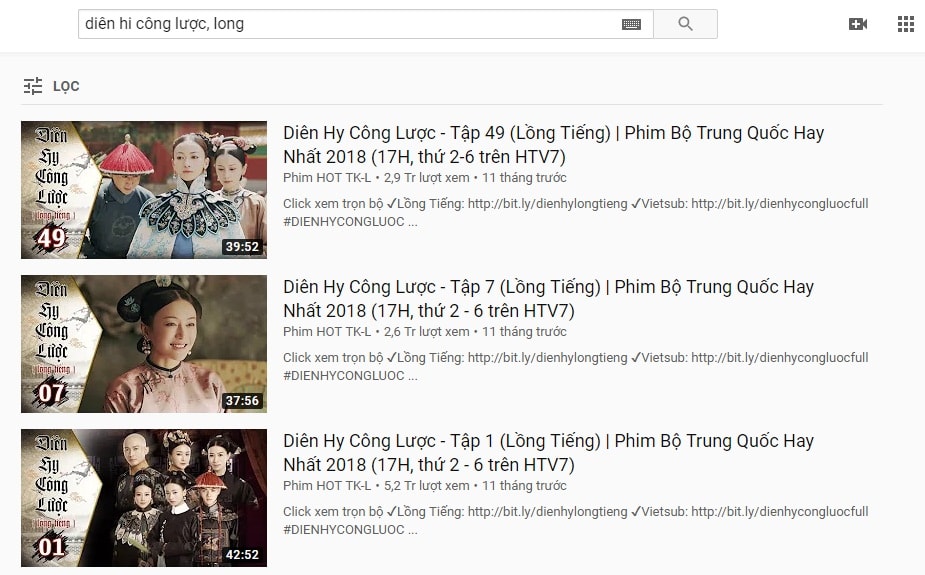 diên hi công lược, long
LỌC
Diên
Hy
Công
Lược
(lồng tiếng)
49
39:52
Diên Hy Công Lược - Tập 49 (Lồng Tiếng) | Phim Bộ Trung Quốc Hay
Nhất 2018 (17H, thứ 2-6 trên HTV7)
Phim HOT TK-L • 2,9 Tr lượt xem • 11 tháng trước
Click xem trọn bộ ✔Lồng Tiếng: http://bit.ly/dienhylongtieng ✔Vietsub: http://bit.ly/dienhycongluocfull
#DIENHYCONGLUOC ...
Diên
Hy
Công
Lược
(lồng tiếng)
07
37:56
Diên Hy Công Lược - Tập 7 (Lồng Tiếng) | Phim Bộ Trung Quốc Hay
Nhất 2018 (17H, thứ 2 - 6 trên HTV7)
Phim HOT TK-L • 2,6 Tr lượt xem • 11 tháng trước
Click xem trọn bộ ✔Lồng Tiếng: http://bit.ly/dienhylongtieng ✔Vietsub: http://bit.ly/dienhycongluocfull
#DIENHYCONGLUOC ...
Diên
Hy
Công
Lược
(lồng tiếng)
01
42:52
Diên Hy Công Lược - Tập 1 (Lồng Tiếng) | Phim Bộ Trung Quốc Hay
Nhất 2018 (17H, thứ 2 - 6 trên HTV7)
Phim HOT TK-L • 5,2 Tr lượt xem • 11 tháng trước
Click xem trọn bộ ✔Lồng Tiếng: http://bit.ly/dienhylongtieng ✔Vietsub: http://bit.ly/dienhycongluocfull
#DIENHYCONGLUOC ...